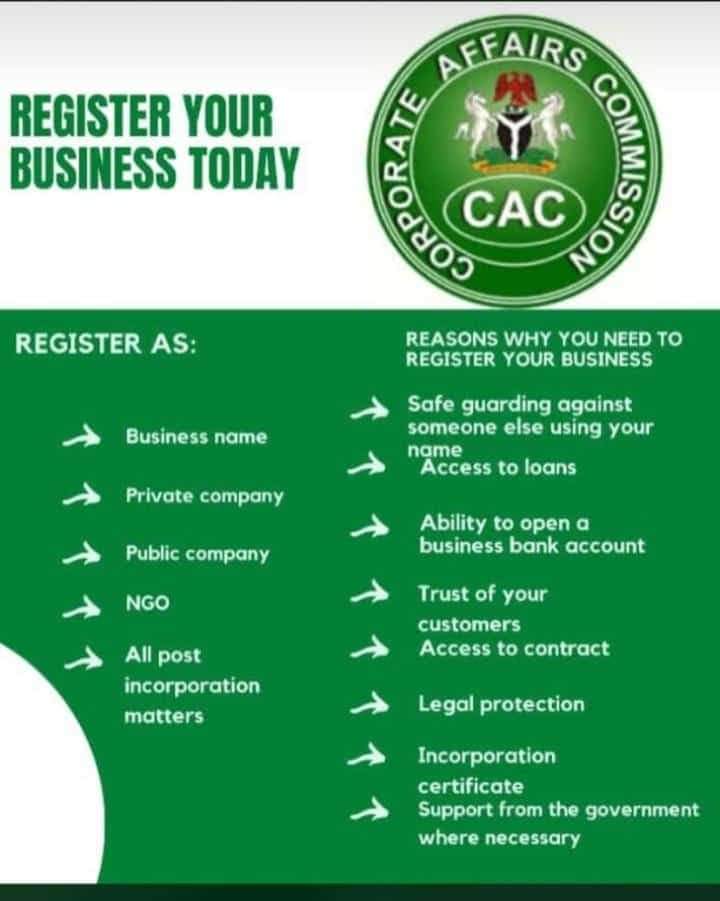 REGISTER YOUR
BUSINESS TODAY
CORPORATE AFFAIRS COMMISSION
CAC
REGISTER AS:
Business name
Private company
Public company
NGO
All post
incorporation
matters
REASONS WHY YOU NEED TO
REGISTER YOUR BUSINESS
Safe guarding against
someone else using your
name
Access to loans
Ability to open a
business bank account
Trust of your
customers
Access to contract
Legal protection
Incorporation
certificate
Support from the government
where necessary